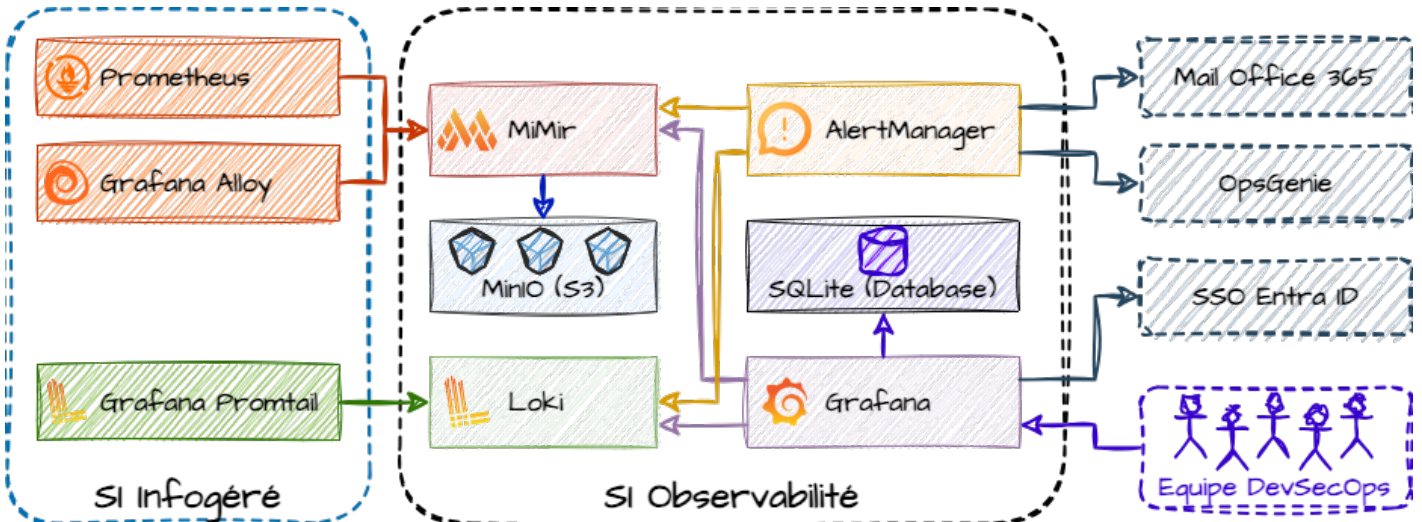 Prometheus
Grafana Alloy
Grafana Promtail
SI Infogéré
MiMir
MinIO (S3)
Loki
AlertManager
SQLite (Database)
Grafana
SI Observabilité
Mail Office 365
OpsGenie
SSO Entra ID
Equipe DevSecOps